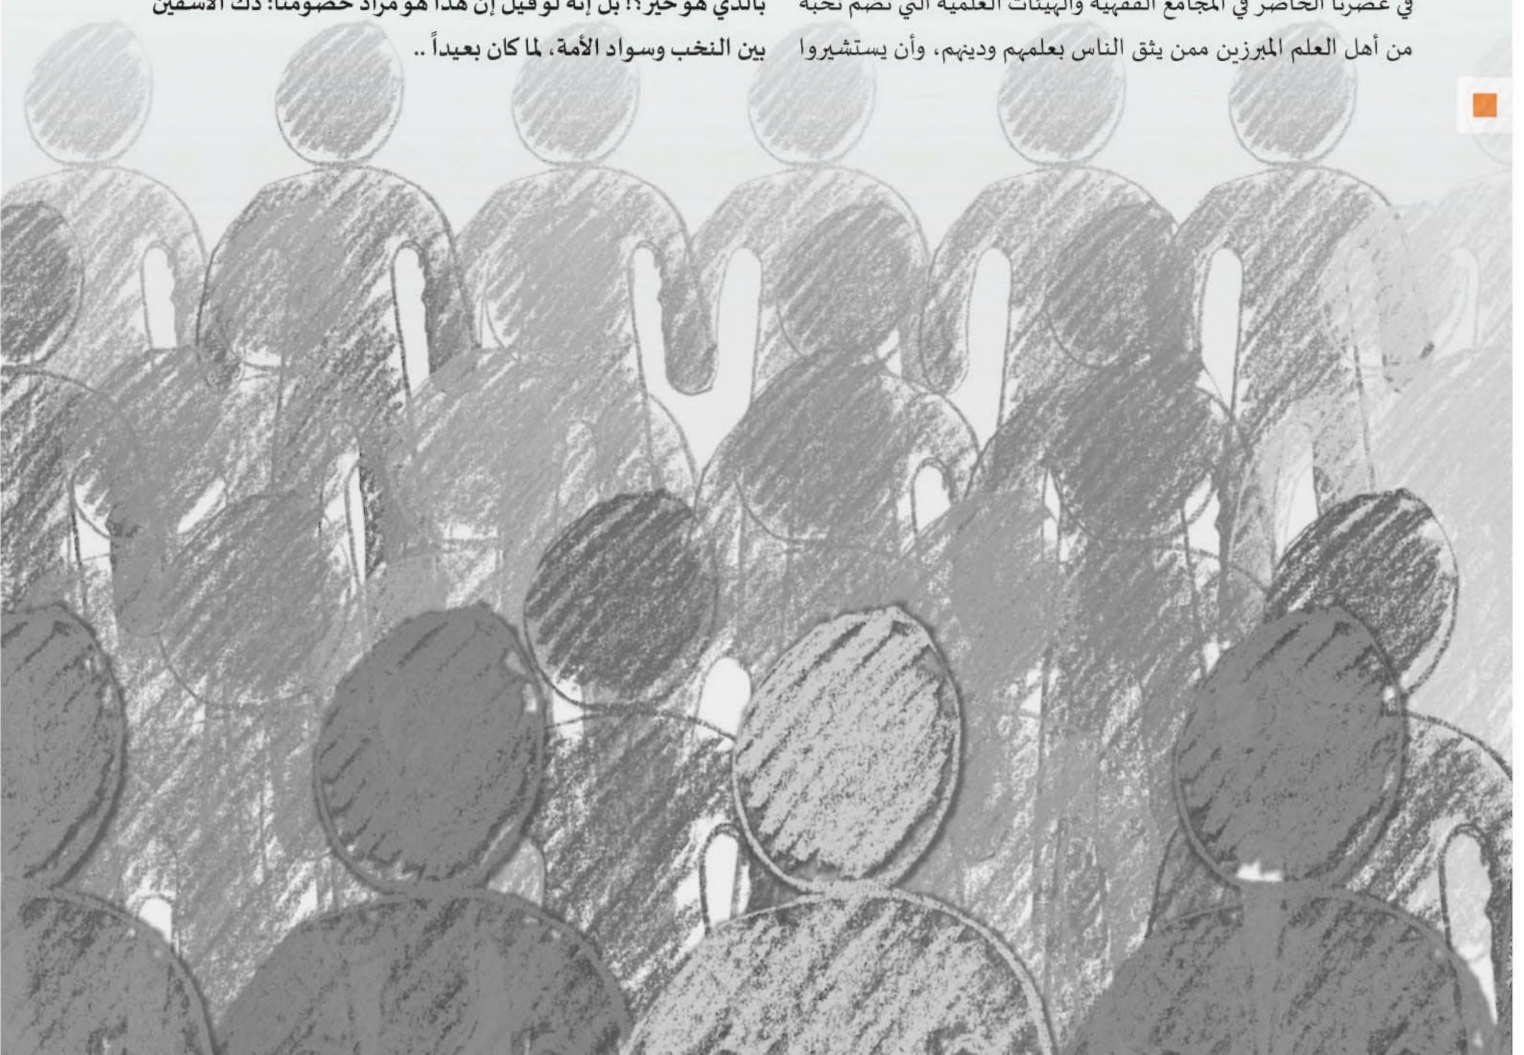 في عصرنا الحاضر في المجامع الفقهية والهيئات العلمية التي تضم نخبة
من أهل العلم المبرزين ممن يثق الناس بعلمهم ودينهم، وأن يستشيروا
بالذي هو خير؟! بل إنه لو قيل إن هذا هو مراد خصومنا: دك الأسفين
بين النخب وسواد الأمة، لما كان بعيداً ..